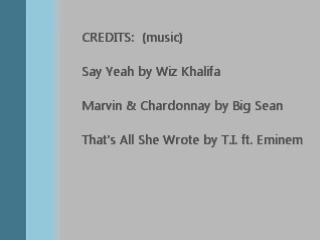 CREDITS: (music)
Say Yeah by Wiz Khalifa
Marvin & Chardonnay by Big Sean
That's All She Wrote by T.I. ft. Eminem